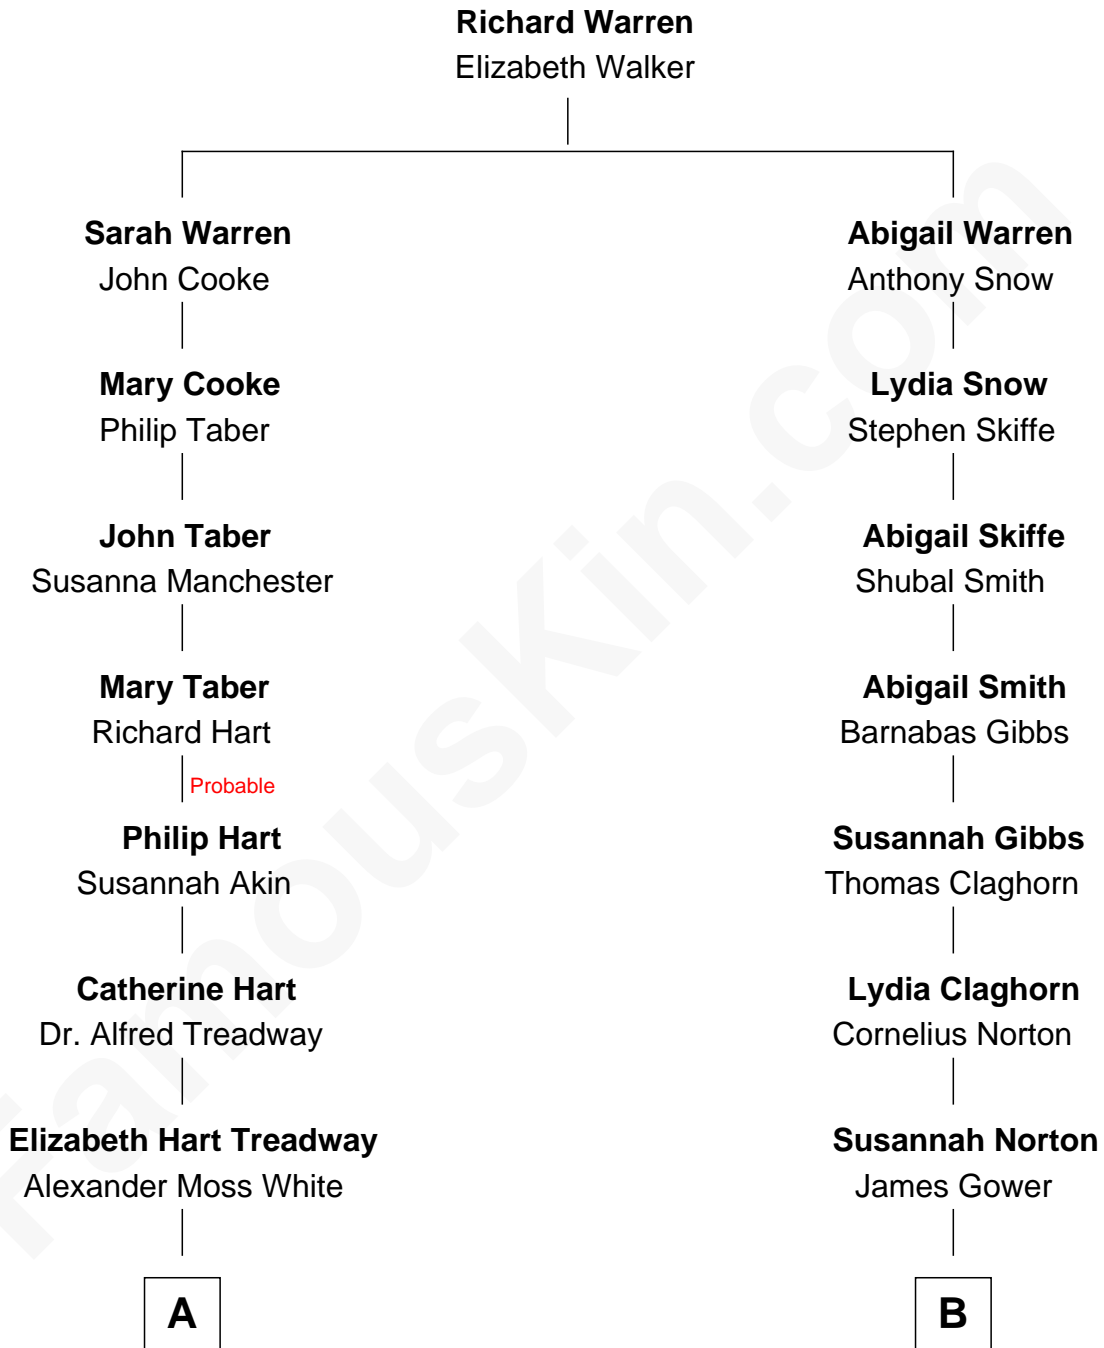 Richard Warren
Elizabeth Walker
Sarah Warren
John Cooke
Abigail Warren
Anthony Snow
Mary Cooke
Philip Taber
Lydia Snow
Stephen Skiffe
John Taber
Susanna Manchester
Abigail Skiffe
Shubal Smith
Mary Taber
Richard Hart
Abigail Smith
Barnabas Gibbs
Probable
Philip Hart
Susannah Akin
Susannah Gibbs
Thomas Claghorn
Catherine Hart
Dr. Alfred Treadway
Lydia Claghorn
Cornelius Norton
Elizabeth Hart Treadway
Alexander Moss White
Susannah Norton
James Gower
A
B
FamousKin.com